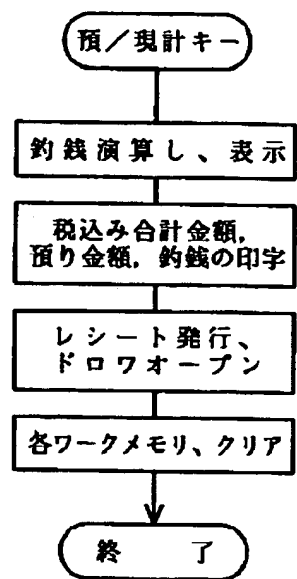 預/現計キー
釣銭演算し、表示
税込み合計金額,
預り金額, 釣銭の印字
レシート発行、
ドロワオープン
各ワークメモリ、クリア
終 了